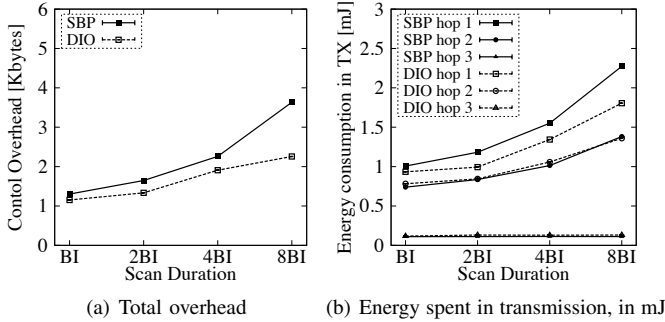 6
5
4
3
2
1
0
Contol Overhead [Kbytes]
SBP
DIO
BI
2BI
4BI
8BI
Scan Duration
(a) Total overhead
3
2.5
2
1.5
1
0.5
0
Energy consumption in TX [mJ]
SBP hop 1
SBP hop 2
SBP hop 3
DIO hop 1
DIO hop 2
DIO hop 3
BI
2BI
4BI
8BI
Scan Duration
(b) Energy spent in transmission, in mJ